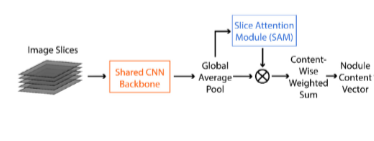 Image Slices
Shared CNN
Backbone
Global
Average
Pool
Slice Attention
Module (SAM)
Content-
Wise
Weighted
Sum
Nodule
Content
Vector